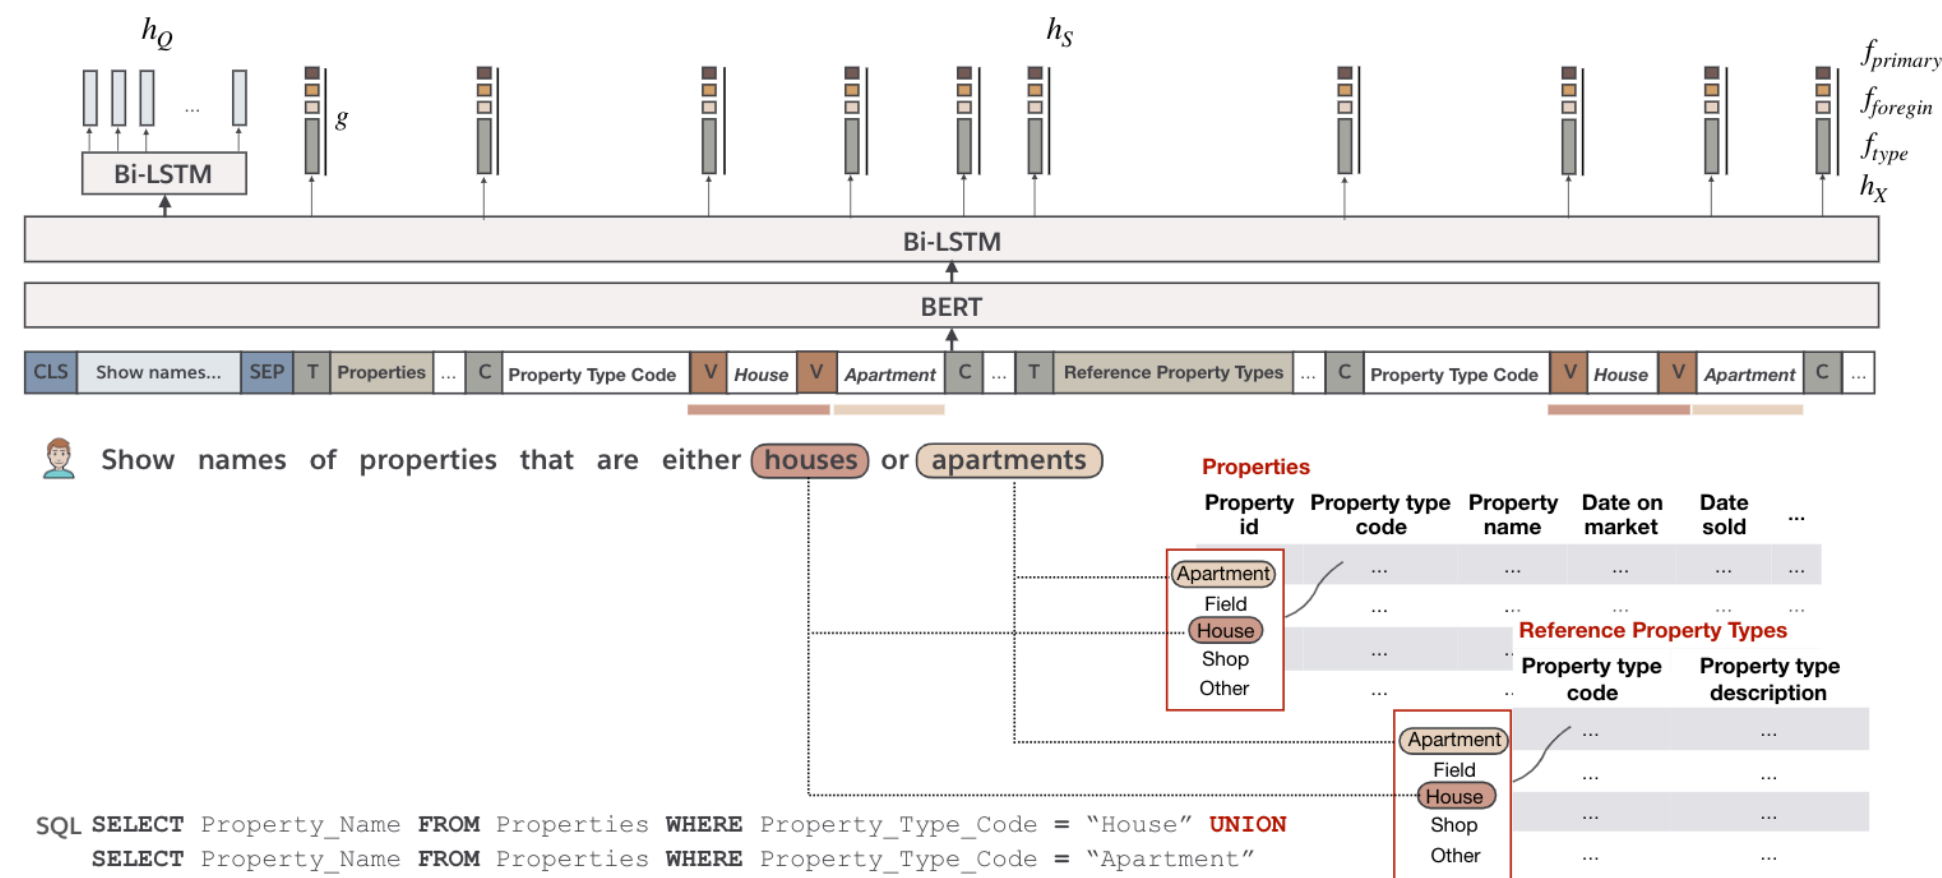 h_Q h_S
f_primary
f_foregin
f_type
h_X
g
...
Bi-LSTM
Bi-LSTM
BERT
CLS Show names... SEP T Properties ... C Property Type Code V House V Apartment C ... T Reference Property Types ... C Property Type Code V House V Apartment C ...
Show names of properties that are either houses or apartments
Properties
Property id Property type code Property name Date on market Date sold ...
Apartment ... ... ... ... ...
Field ... ... ... ... ...
House ...
Shop
Other ...
Reference Property Types
Property type code Property type description
Apartment ... ...
Field ... ...
House ... ...
Shop
Other ... ...
SQL SELECT Property_Name FROM Properties WHERE Property_Type_Code = “House” UNION
SELECT Property_Name FROM Properties WHERE Property_Type_Code = “Apartment”